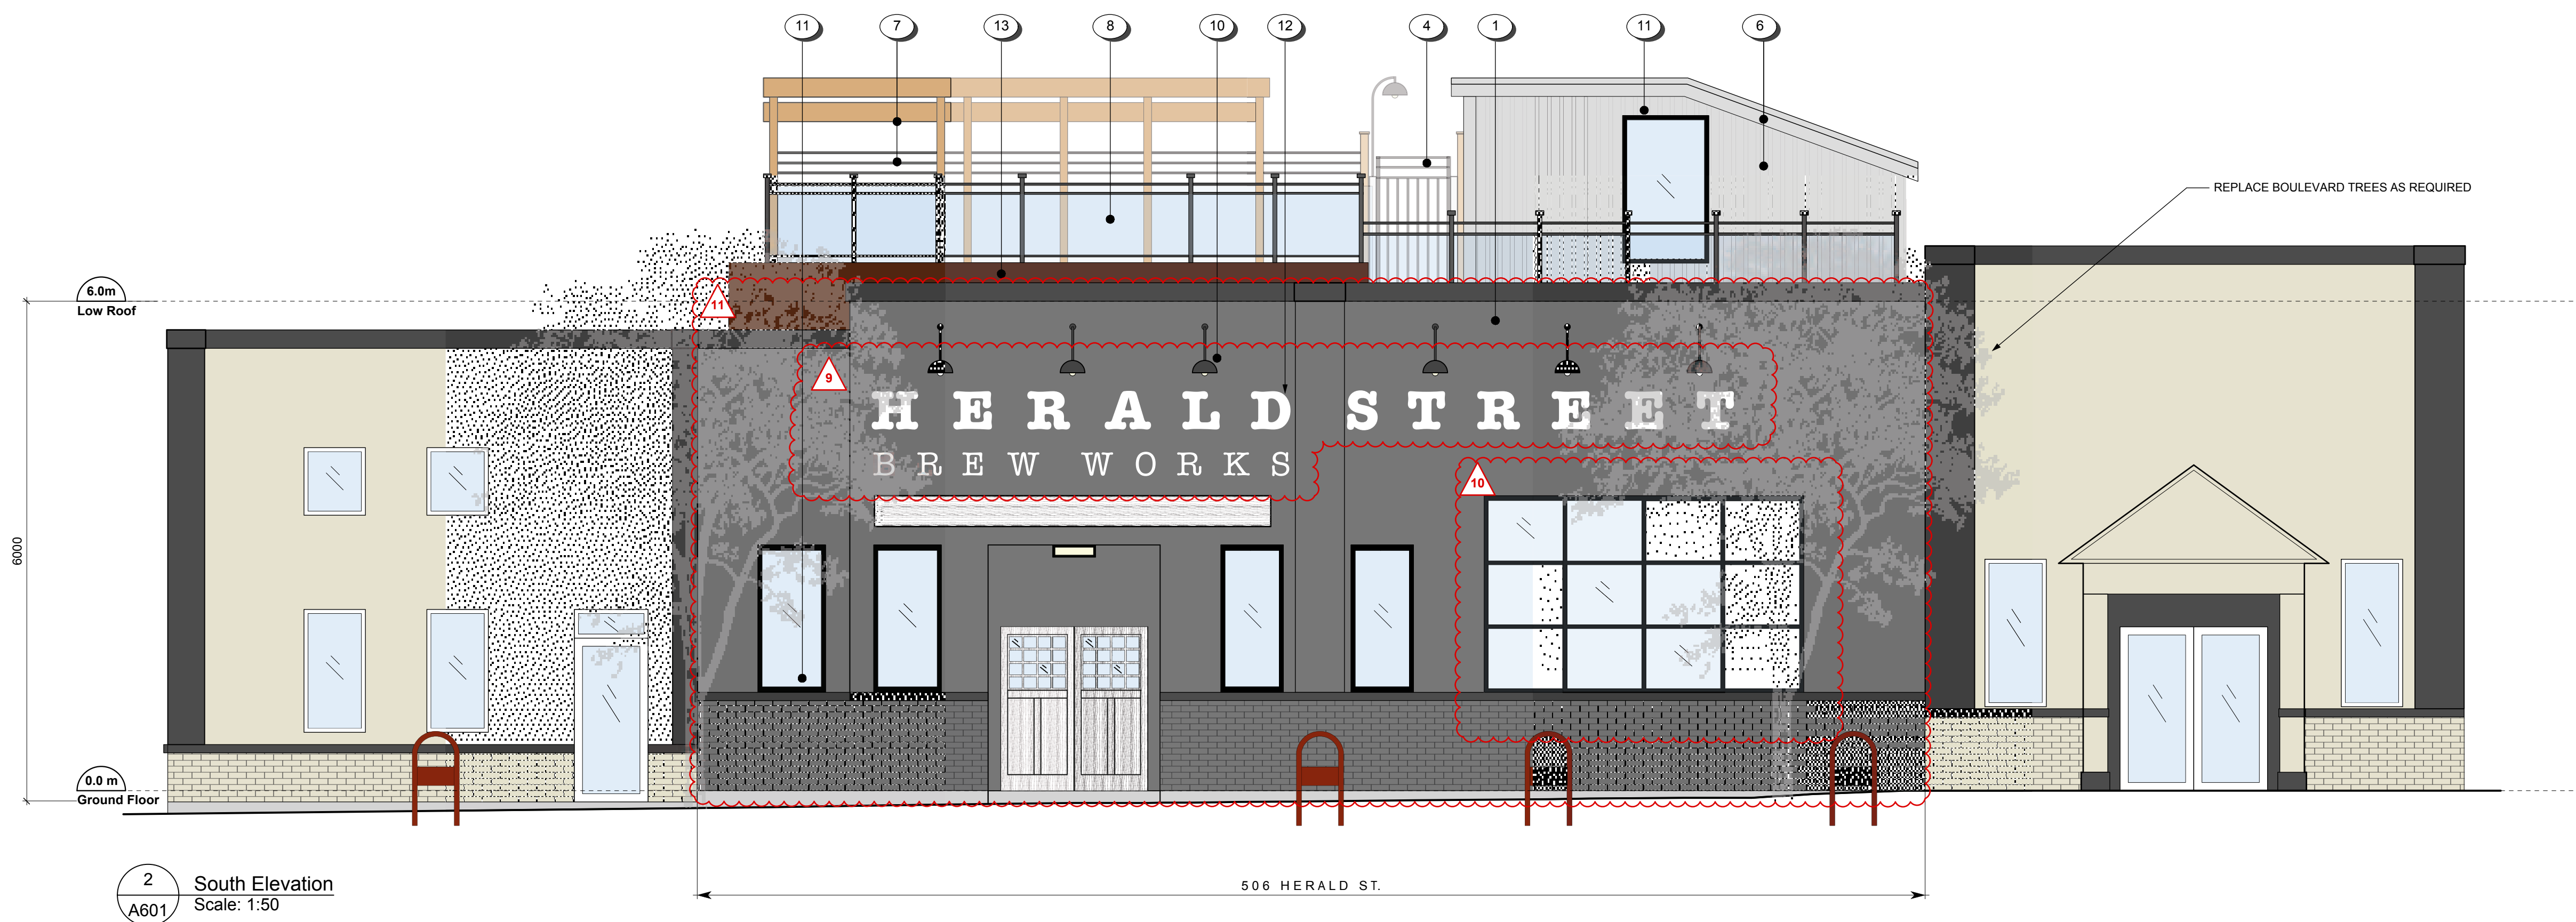 11 7 13 8 10 12 4 1 11 6
REPLACE BOULEVARD TREES AS REQUIRED
6.0m
Low Roof
11
9
HERALD STREET
BREW WORKS
10
6000
0.0 m
Ground Floor
506 HERALD ST.
2
A601
South Elevation
Scale: 1:50